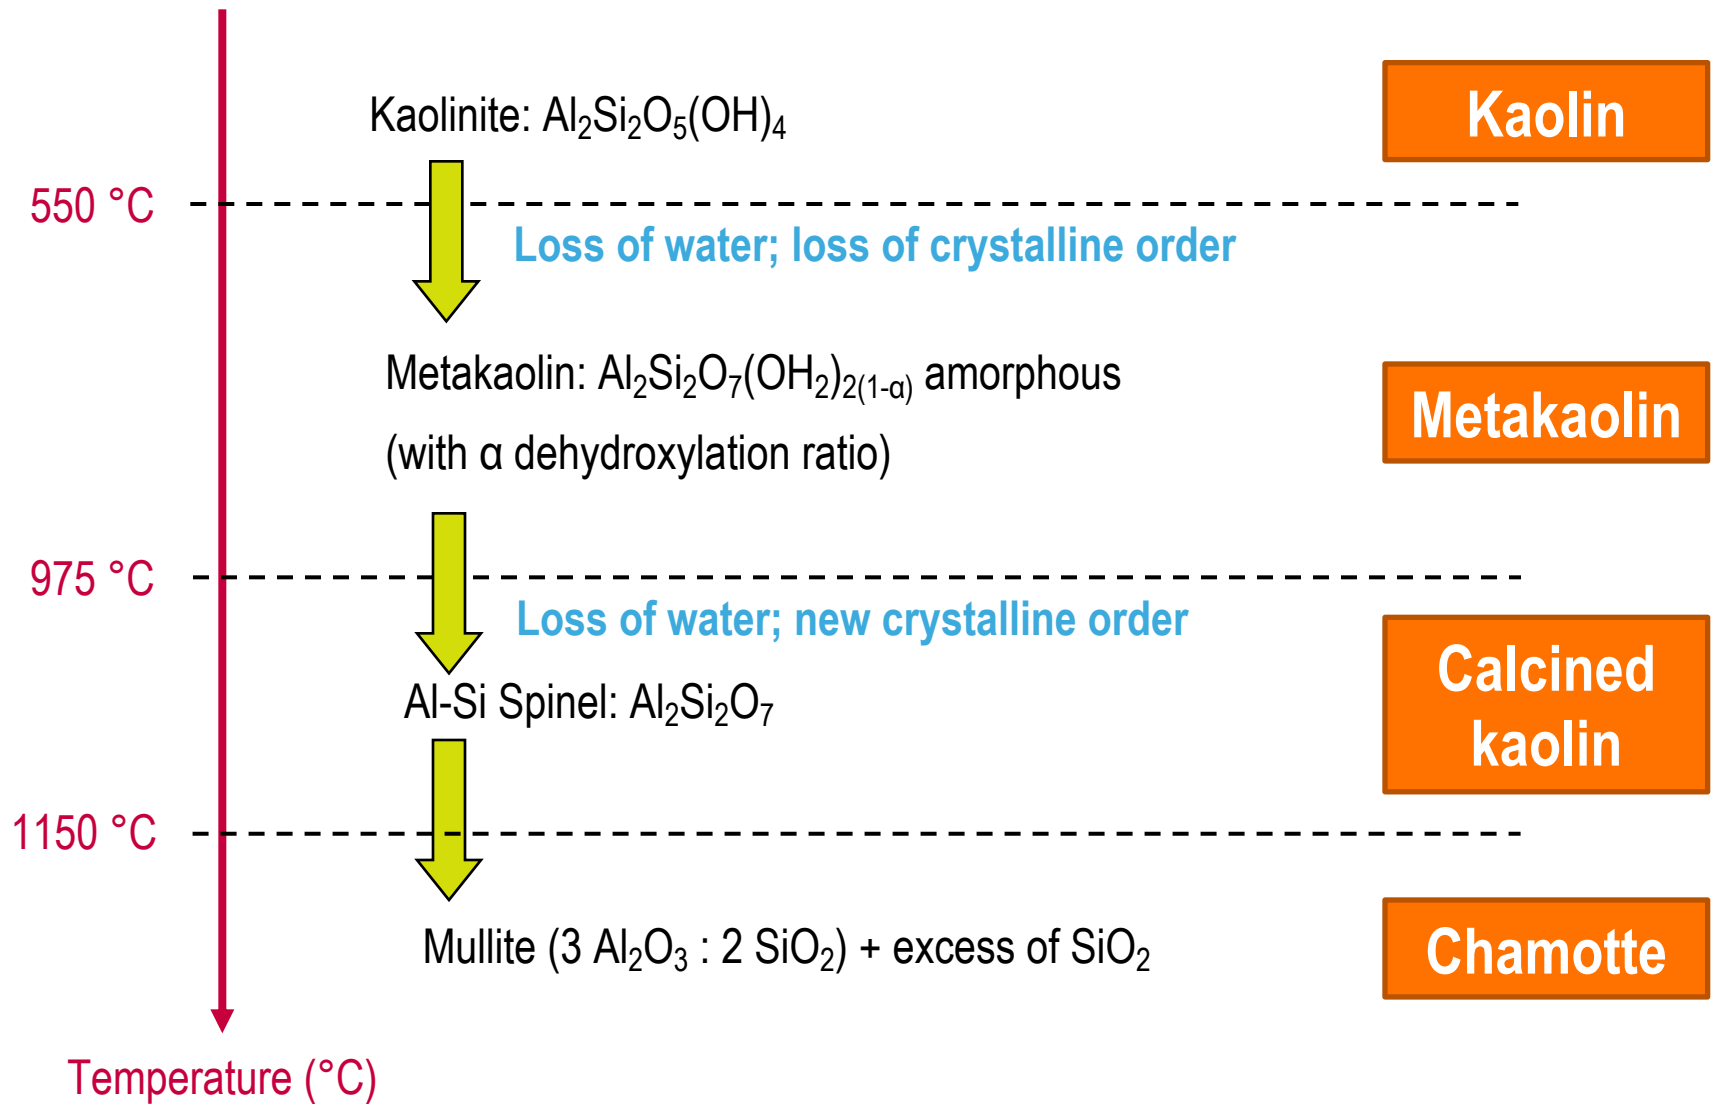 Kaolinite: Al₂Si₂O₅(OH)₄
Kaolin
550 °C
Loss of water; loss of crystalline order
Metakaolin: Al₂Si₂O₇(OH₂)₂₍₁₋α₎ amorphous
(with α dehydroxylation ratio)
Metakaolin
975 °C
Loss of water; new crystalline order
Al-Si Spinel: Al₂Si₂O₇
Calcined
kaolin
1150 °C
Mullite (3 Al₂O₃ : 2 SiO₂) + excess of SiO₂
Chamotte
Temperature (°C)